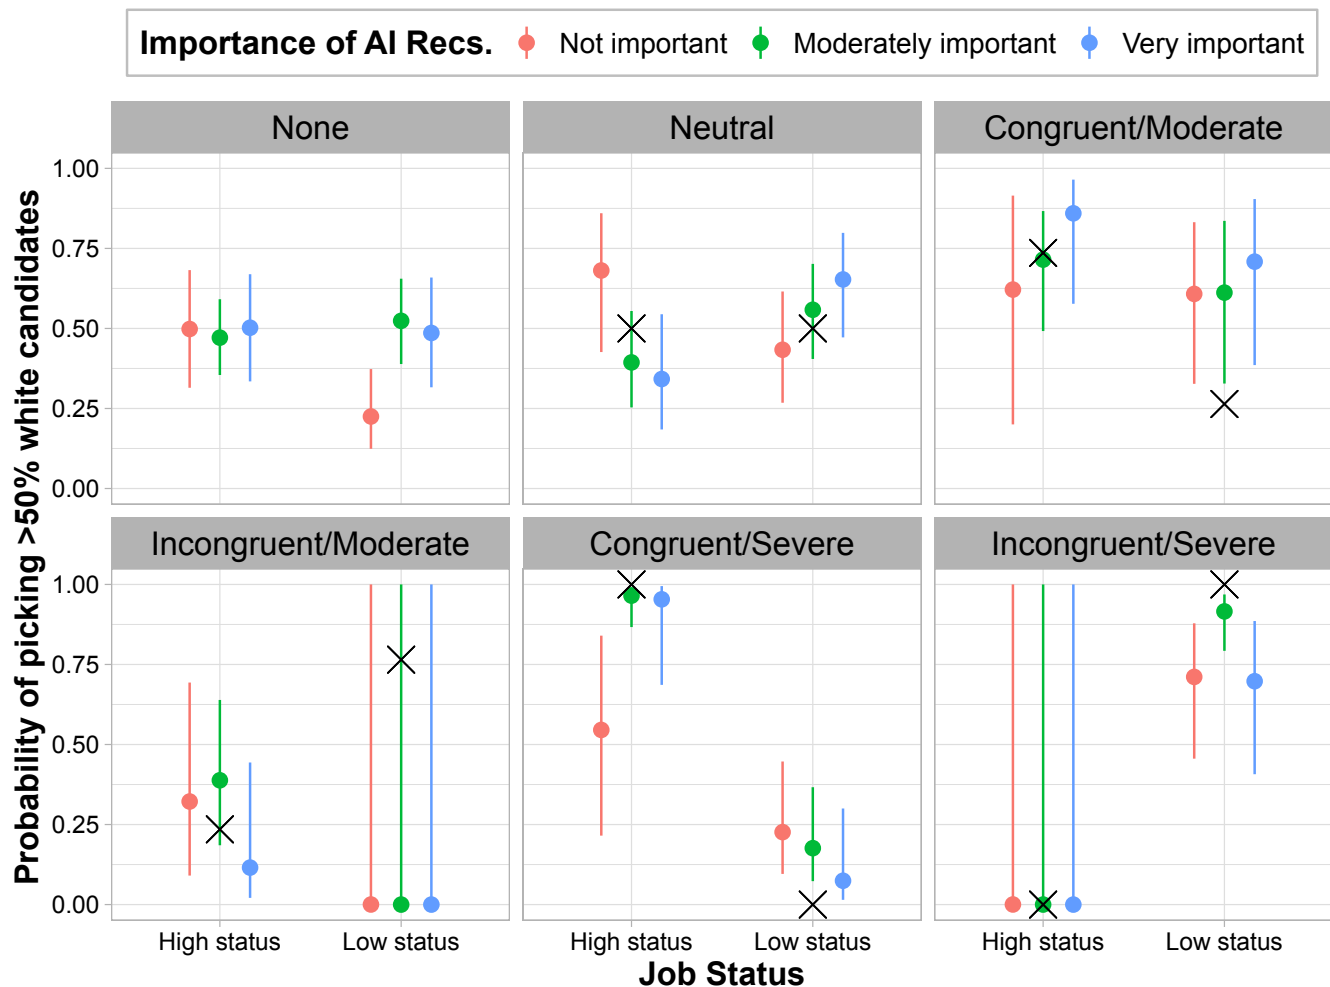 Importance of AI Recs. Not important Moderately important Very important
None Neutral Congruent/Moderate
Probability of picking >50% white candidates
1.00
0.75
0.50
0.25
0.00
Incongruent/Moderate Congruent/Severe Incongruent/Severe
1.00
0.75
0.50
0.25
0.00
High status Low status High status Low status High status Low status
Job Status